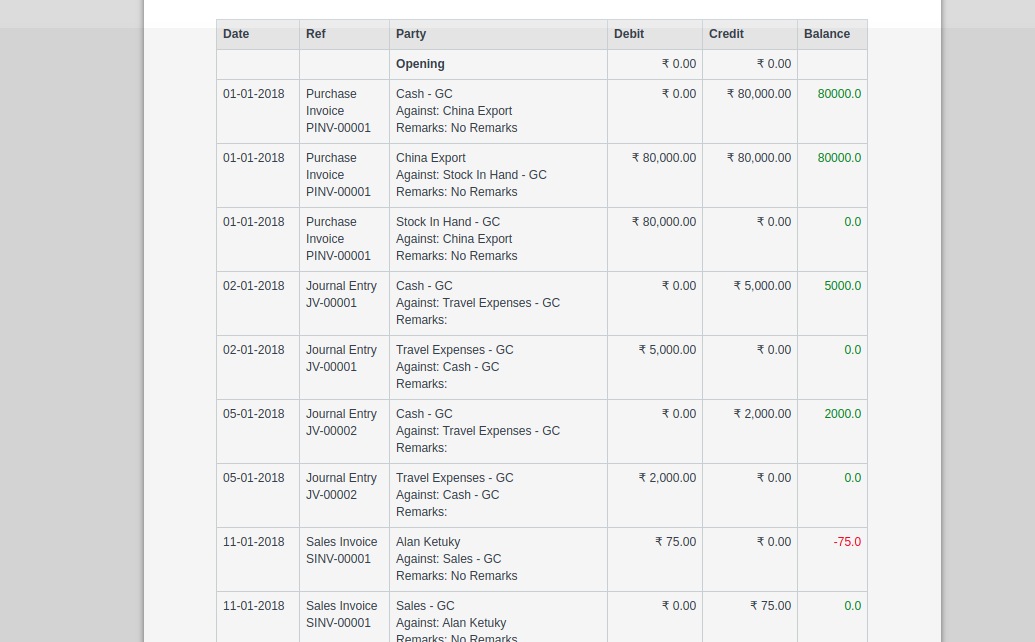 Date Ref Party Debit Credit Balance
Opening ₹ 0.00 ₹ 0.00
01-01-2018 Purchase Cash - GC ₹ 0.00 ₹ 80,000.00 80000.0
Invoice Against: China Export
PINV-00001 Remarks: No Remarks
01-01-2018 Purchase China Export ₹ 80,000.00 ₹ 80,000.00 80000.0
Invoice Against: Stock In Hand - GC
PINV-00001 Remarks: No Remarks
01-01-2018 Purchase Stock In Hand - GC ₹ 80,000.00 ₹ 0.00 0.0
Invoice Against: China Export
PINV-00001 Remarks: No Remarks
02-01-2018 Journal Entry Cash - GC ₹ 0.00 ₹ 5,000.00 5000.0
JV-00001 Against: Travel Expenses - GC
Remarks:
02-01-2018 Journal Entry Travel Expenses - GC ₹ 5,000.00 ₹ 0.00 0.0
JV-00001 Against: Cash - GC
Remarks:
05-01-2018 Journal Entry Cash - GC ₹ 0.00 ₹ 2,000.00 2000.0
JV-00002 Against: Travel Expenses - GC
Remarks:
05-01-2018 Journal Entry Travel Expenses - GC ₹ 2,000.00 ₹ 0.00 0.0
JV-00002 Against: Cash - GC
Remarks:
11-01-2018 Sales Invoice Alan Ketuky ₹ 75.00 ₹ 0.00 -75.0
SINV-00001 Against: Sales - GC
Remarks: No Remarks
11-01-2018 Sales Invoice Sales - GC ₹ 0.00 ₹ 75.00 0.0
SINV-00001 Against: Alan Ketuky
Remarks: No Remarks